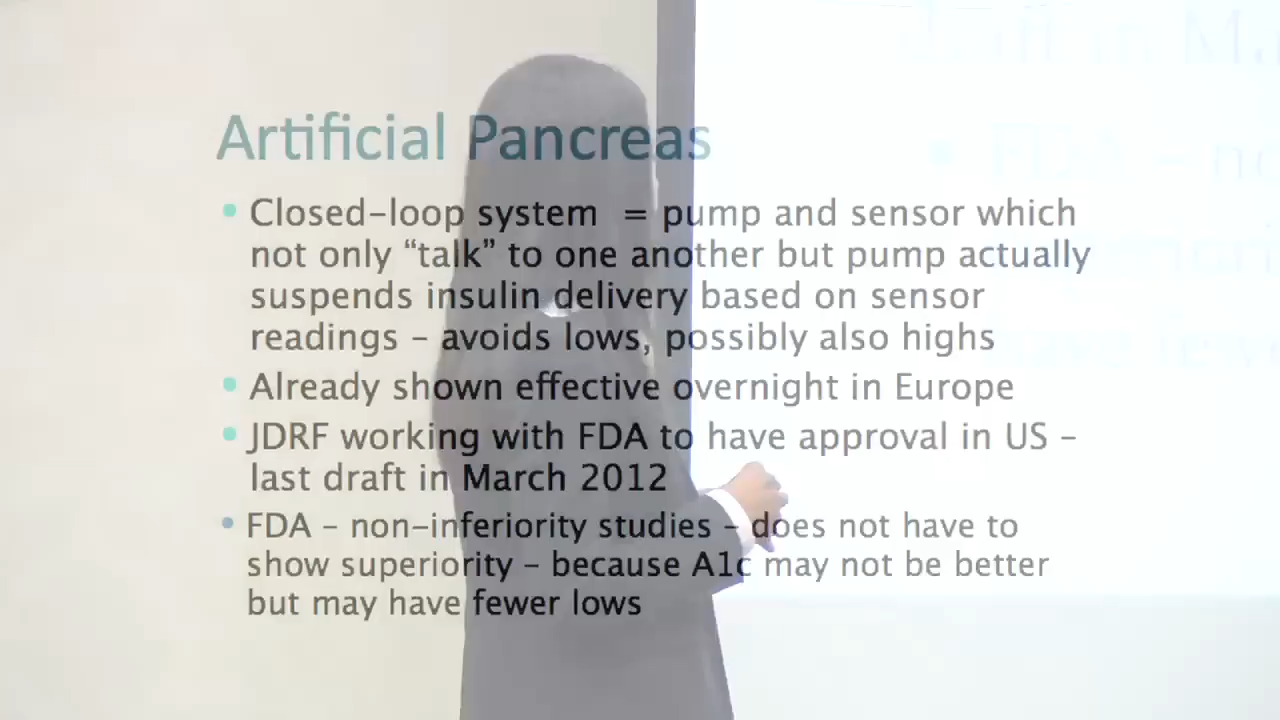 Artificial Pancreas
• Closed-loop system = pump and sensor which
not only “talk” to one another but pump actually
suspends insulin delivery based on sensor
readings – avoids lows, possibly also highs
• Already shown effective overnight in Europe
• JDRF working with FDA to have approval in US –
last draft in March 2012
• FDA – non-inferiority studies – does not have to
show superiority – because A1c may not be better
but may have fewer lows